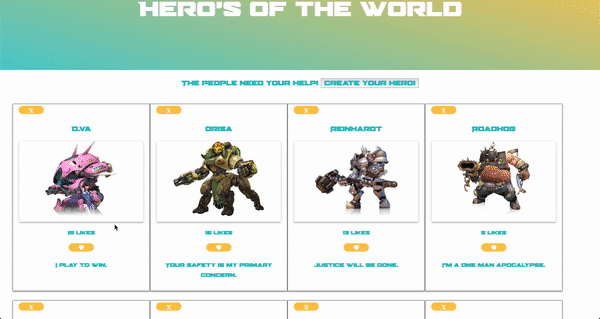 HERO'S OF THE WORLD
THE PEOPLE NEED YOUR HELP! CREATE YOUR HERO!
X X X X
D.VA ORISA REINHARDT ROADHOG
16 LIKES 16 LIKES 13 LIKES 5 LIKES
I PLAY TO WIN. YOUR SAFETY IS MY PRIMARY CONCERN. JUSTICE WILL BE DONE. I'M A ONE MAN APOCALYPSE.
X X X X